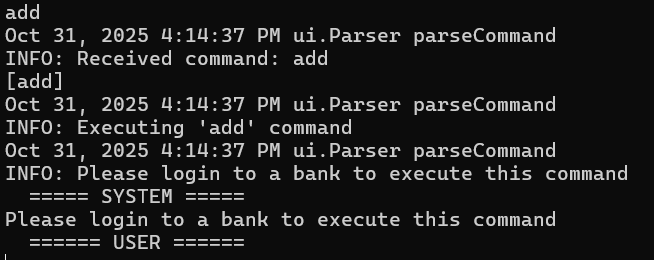 add
Oct 31, 2025 4:14:37 PM ui.Parser parseCommand
INFO: Received command: add
[add]
Oct 31, 2025 4:14:37 PM ui.Parser parseCommand
INFO: Executing 'add' command
Oct 31, 2025 4:14:37 PM ui.Parser parseCommand
INFO: Please login to a bank to execute this command
===== SYSTEM =====
Please login to a bank to execute this command
====== USER ======